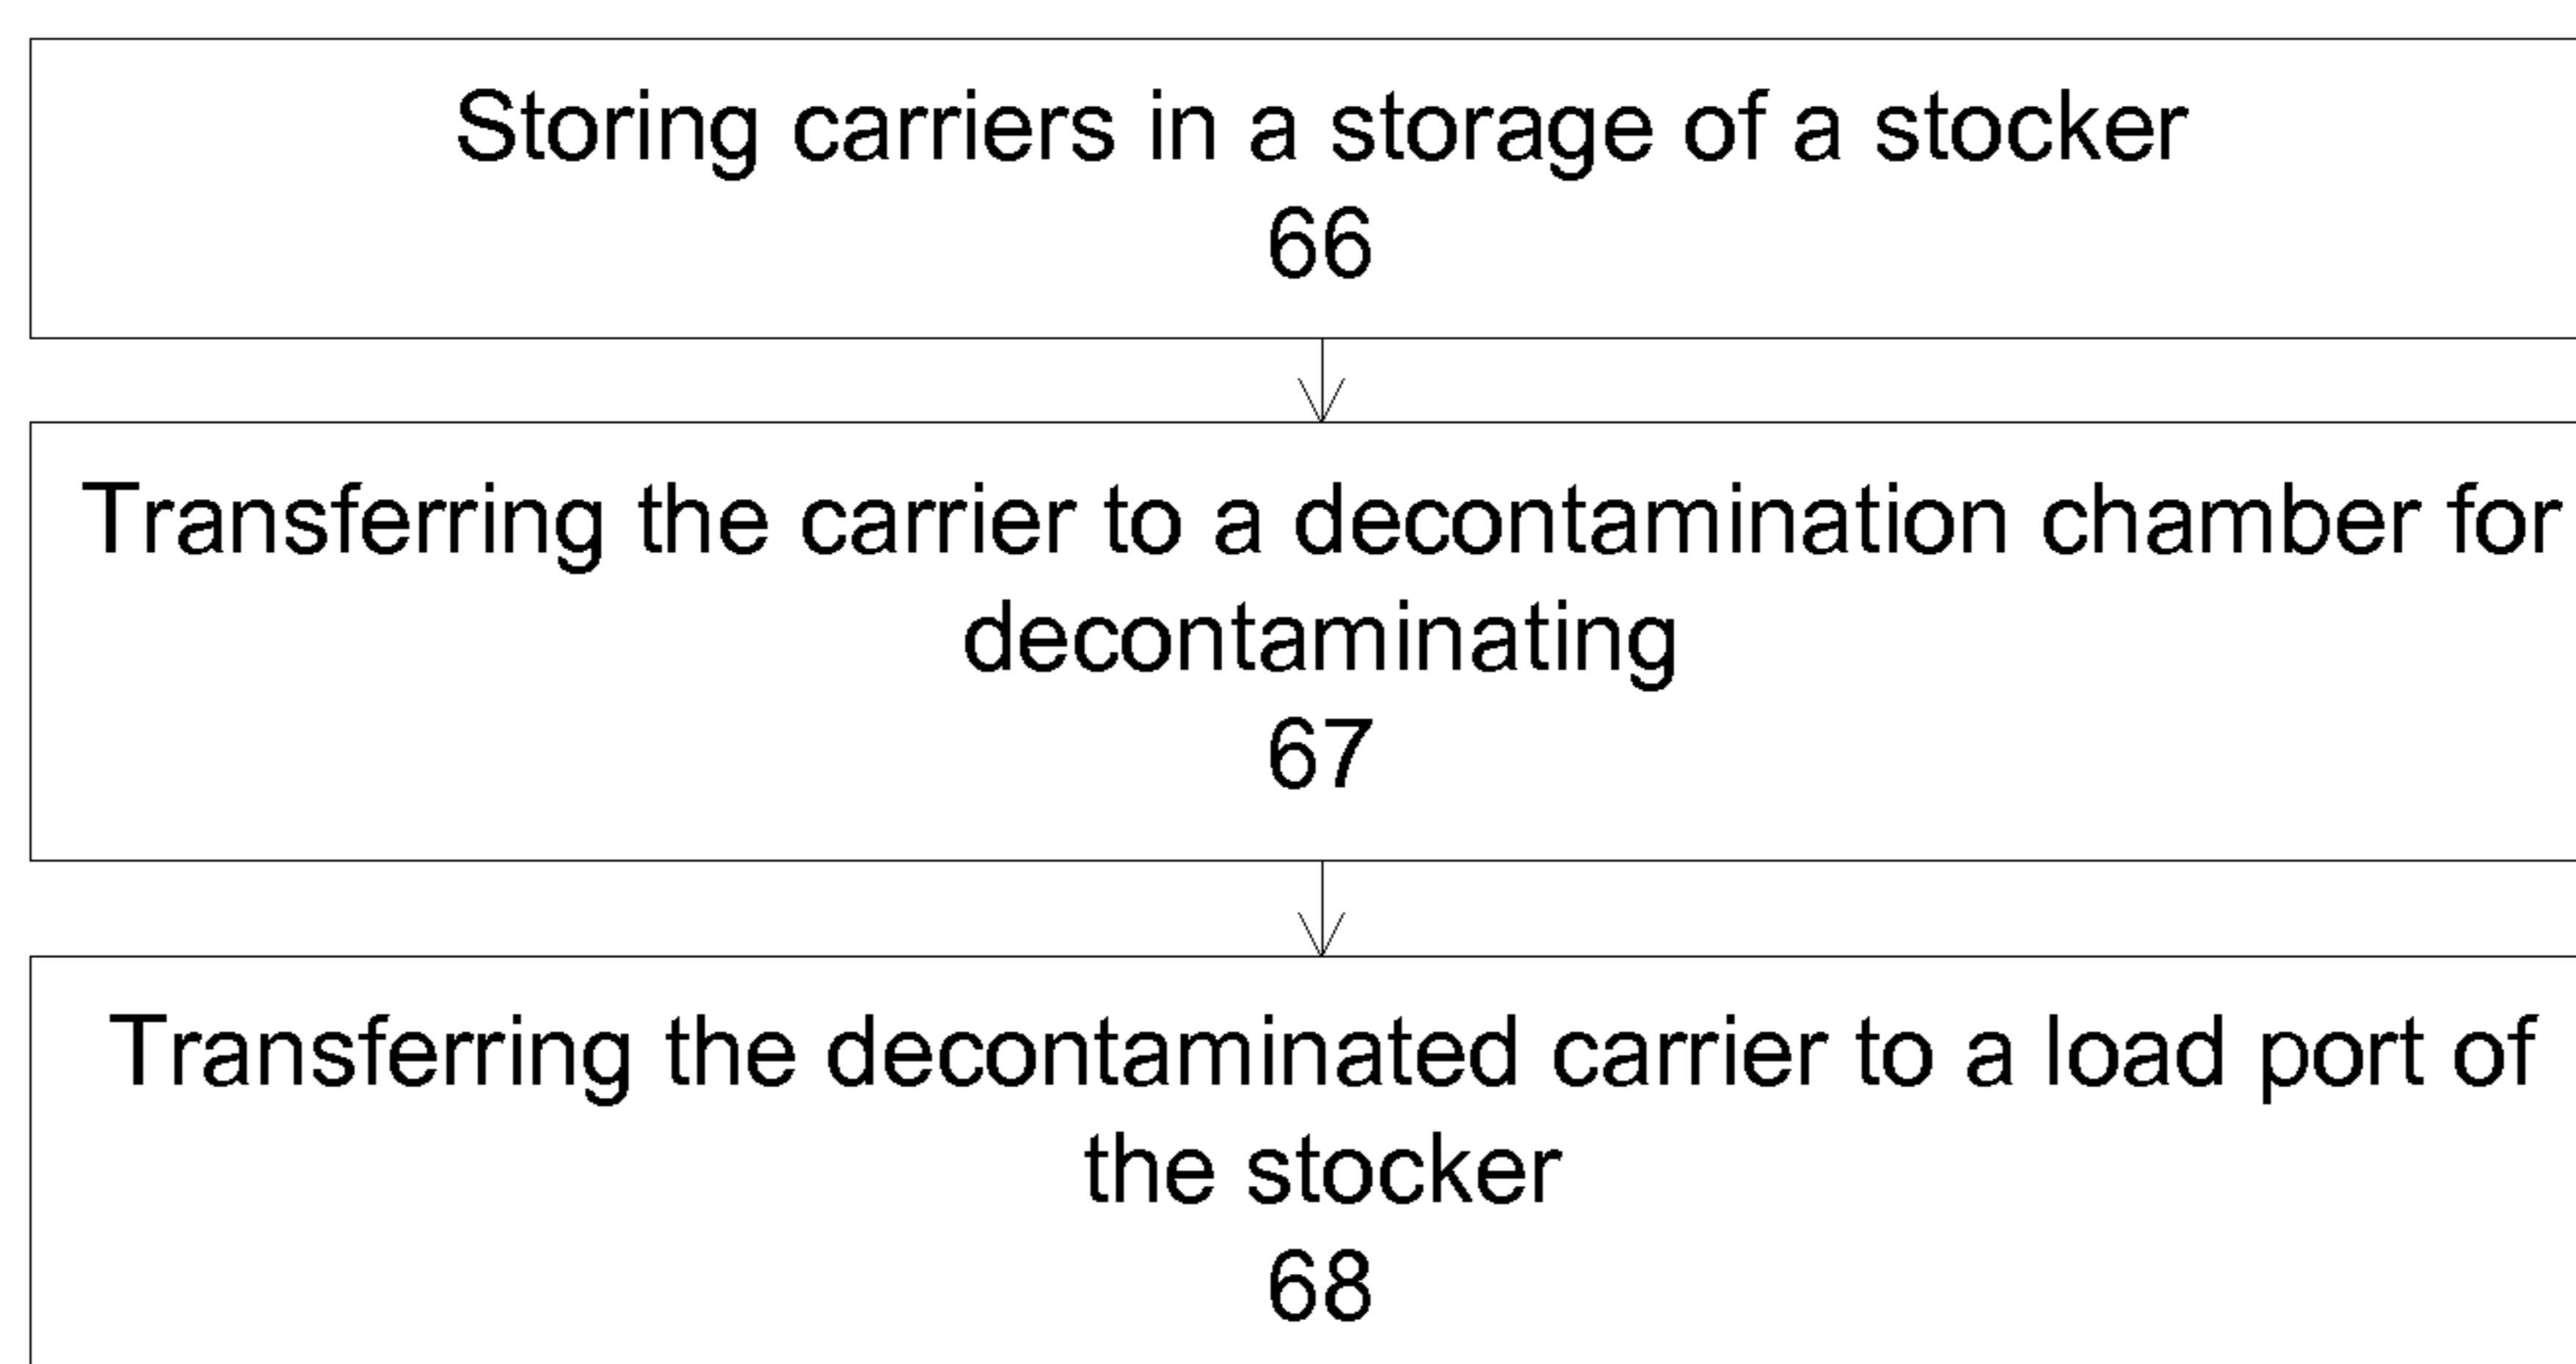 Storing carriers in a storage of a stocker
66
Transferring the carrier to a decontamination chamber for
decontaminating
67
Transferring the decontaminated carrier to a load port of
the stocker
68